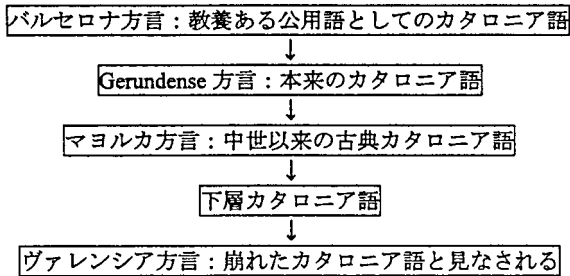 バルセロナ方言：教養ある公用語としてのカタロニア語
↓
Gerundense 方言：本来のカタロニア語
↓
マヨルカ方言：中世以来の古典カタロニア語
↓
下層カタロニア語
↓
ヴァレンシア方言：崩れたカタロニア語と見なされる